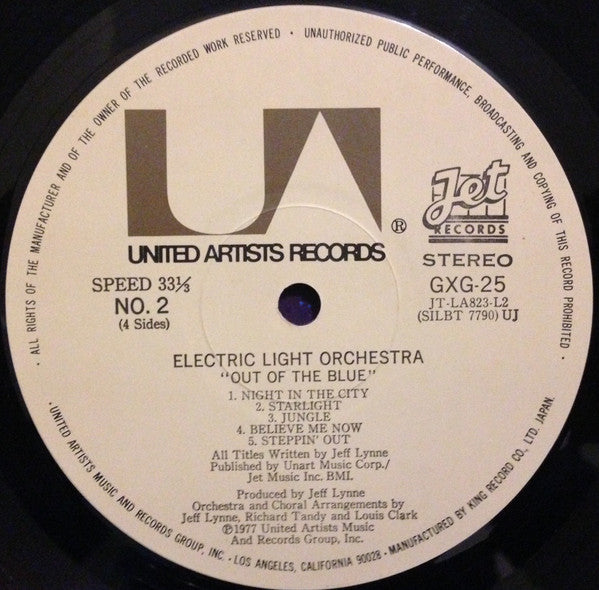 · ALL RIGHTS OF THE MANUFACTURER AND OF THE OWNER OF THE RECORDED WORK RESERVED · UNAUTHORIZED PUBLIC PERFORMANCE, BROADCASTING AND COPYING OF THIS RECORD PROHIBITED ·
UA
®
UNITED ARTISTS RECORDS
Jet
RECORDS
STEREO
SPEED 33⅓
NO. 2
(4 Sides)
GXG-25
JT-LA823-L2
(SILBT 7790) UJ
ELECTRIC LIGHT ORCHESTRA
"OUT OF THE BLUE"
1. NIGHT IN THE CITY
2. STARLIGHT
3. JUNGLE
4. BELIEVE ME NOW
5. STEPPIN' OUT
All Titles Written by Jeff Lynne
Published by Unart Music Corp./
Jet Music Inc. BMI.
Produced by Jeff Lynne
Orchestra and Choral Arrangements by
Jeff Lynne, Richard Tandy and Louis Clark
℗1977 United Artists Music
And Records Group, Inc.
·UNITED ARTISTS MUSIC AND RECORDS GROUP, INC. · LOS ANGELES, CALIFORNIA 90028 · MANUFACTURED BY KING RECORD CO., LTD. JAPAN.